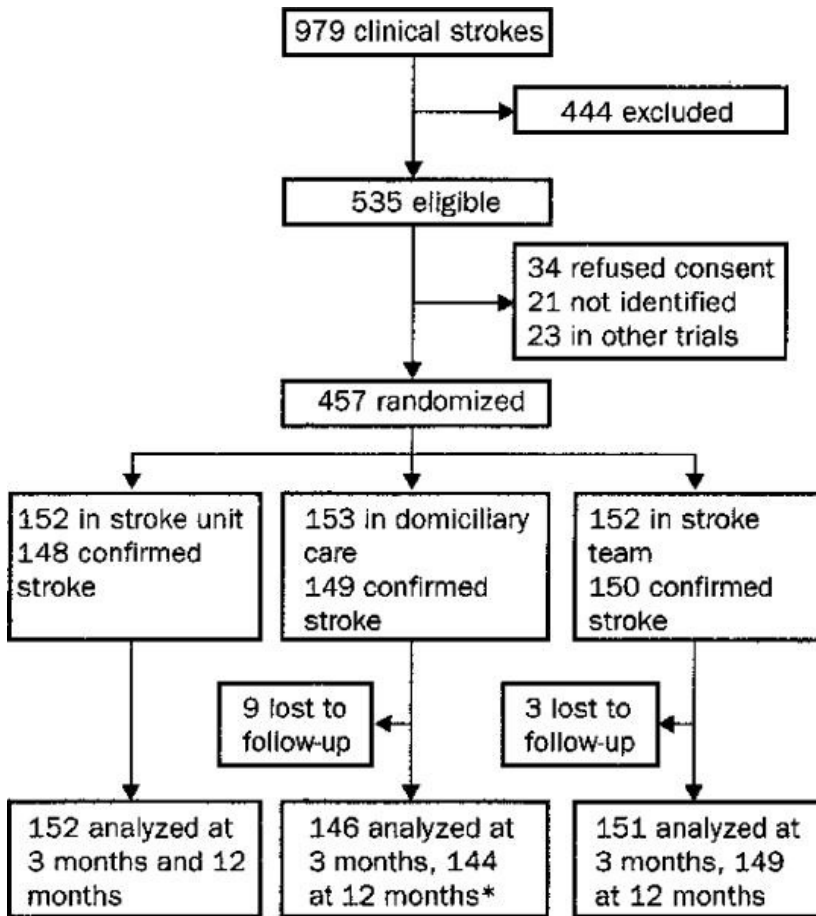 979 clinical strokes
444 excluded
535 eligible
34 refused consent
21 not identified
23 in other trials
457 randomized
152 in stroke unit
148 confirmed
stroke
153 in domiciliary
care
149 confirmed
stroke
152 in stroke
team
150 confirmed
stroke
9 lost to
follow-up
3 lost to
follow-up
152 analyzed at
3 months and 12
months
146 analyzed at
3 months, 144
at 12 months*
151 analyzed at
3 months, 149
at 12 months